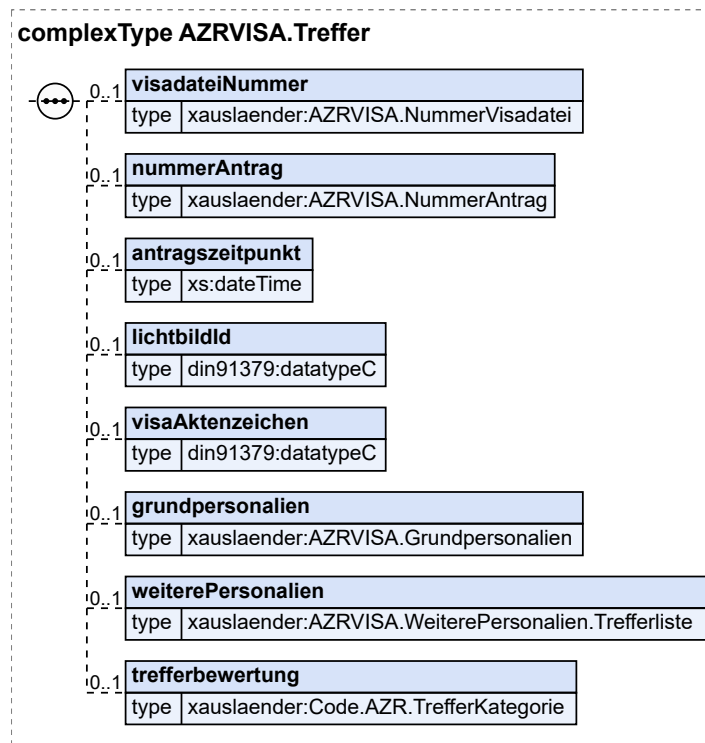 complexType AZRVISA.Treffer
0..1 visadateiNummer
type xauslaender:AZRVISA.NummerVisadatei
0..1 nummerAntrag
type xauslaender:AZRVISA.NummerAntrag
0..1 antragszeitpunkt
type xs:dateTime
0..1 lichtbildId
type din91379:datatypeC
0..1 visaAktenzeichen
type din91379:datatypeC
0..1 grundpersonalien
type xauslaender:AZRVISA.Grundpersonalien
0..1 weiterePersonalien
type xauslaender:AZRVISA.WeiterePersonalien.Trefferliste
0..1 trefferbewertung
type xauslaender:Code.AZR.TrefferKategorie